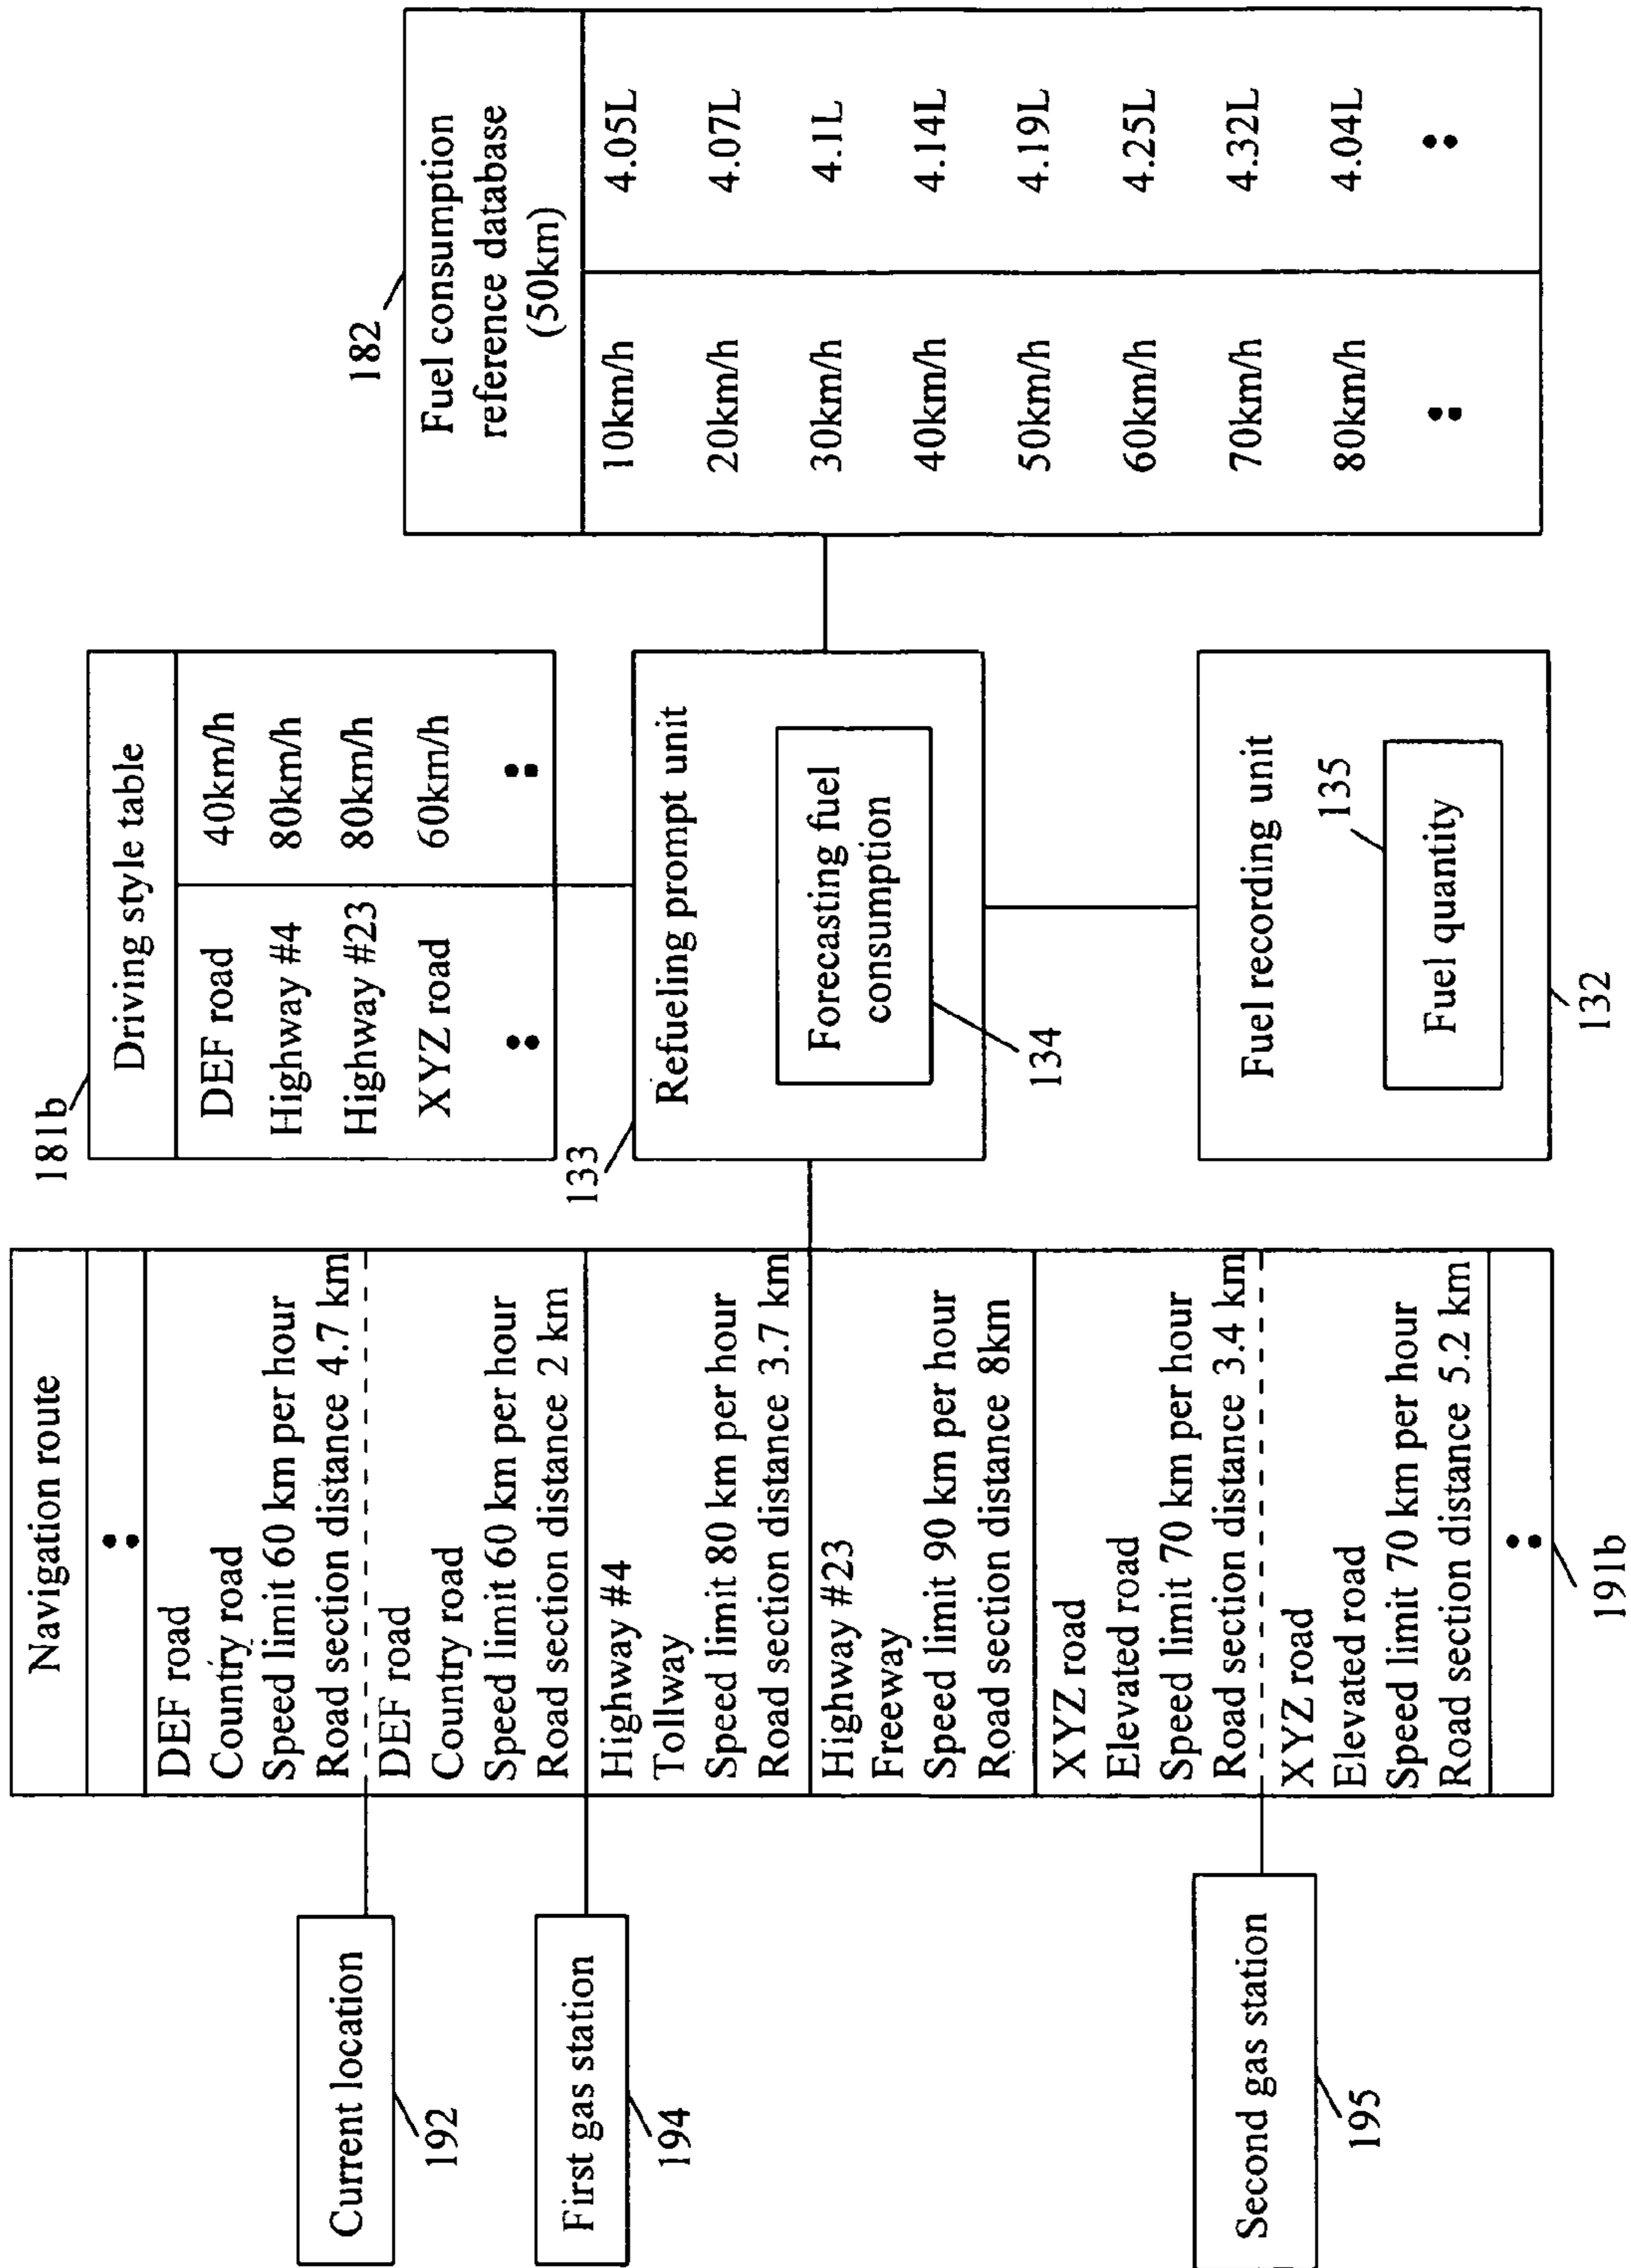 Current location
192
First gas station
194
Second gas station
195
Navigation route
DEF road
Country road
Speed limit 60 km per hour
Road section distance 4.7 km
DEF road
Country road
Speed limit 60 km per hour
Road section distance 2 km
Highway #4
Tollway
Speed limit 80 km per hour
Road section distance 3.7 km
Highway #23
Freeway
Speed limit 90 km per hour
Road section distance 8km
XYZ road
Elevated road
Speed limit 70 km per hour
Road section distance 3.4 km
XYZ road
Elevated road
Speed limit 70 km per hour
Road section distance 5.2 km
191b
181b
Driving style table
DEF road 40km/h
Highway #4 80km/h
Highway #23 80km/h
XYZ road 60km/h
133
Refueling prompt unit
Forecasting fuel
consumption
134
Fuel recording unit
135
Fuel quantity
132
182
Fuel consumption
reference database
(50km)
10km/h 4.05L
20km/h 4.07L
30km/h 4.1L
40km/h 4.14L
50km/h 4.19L
60km/h 4.25L
70km/h 4.32L
80km/h 4.04L